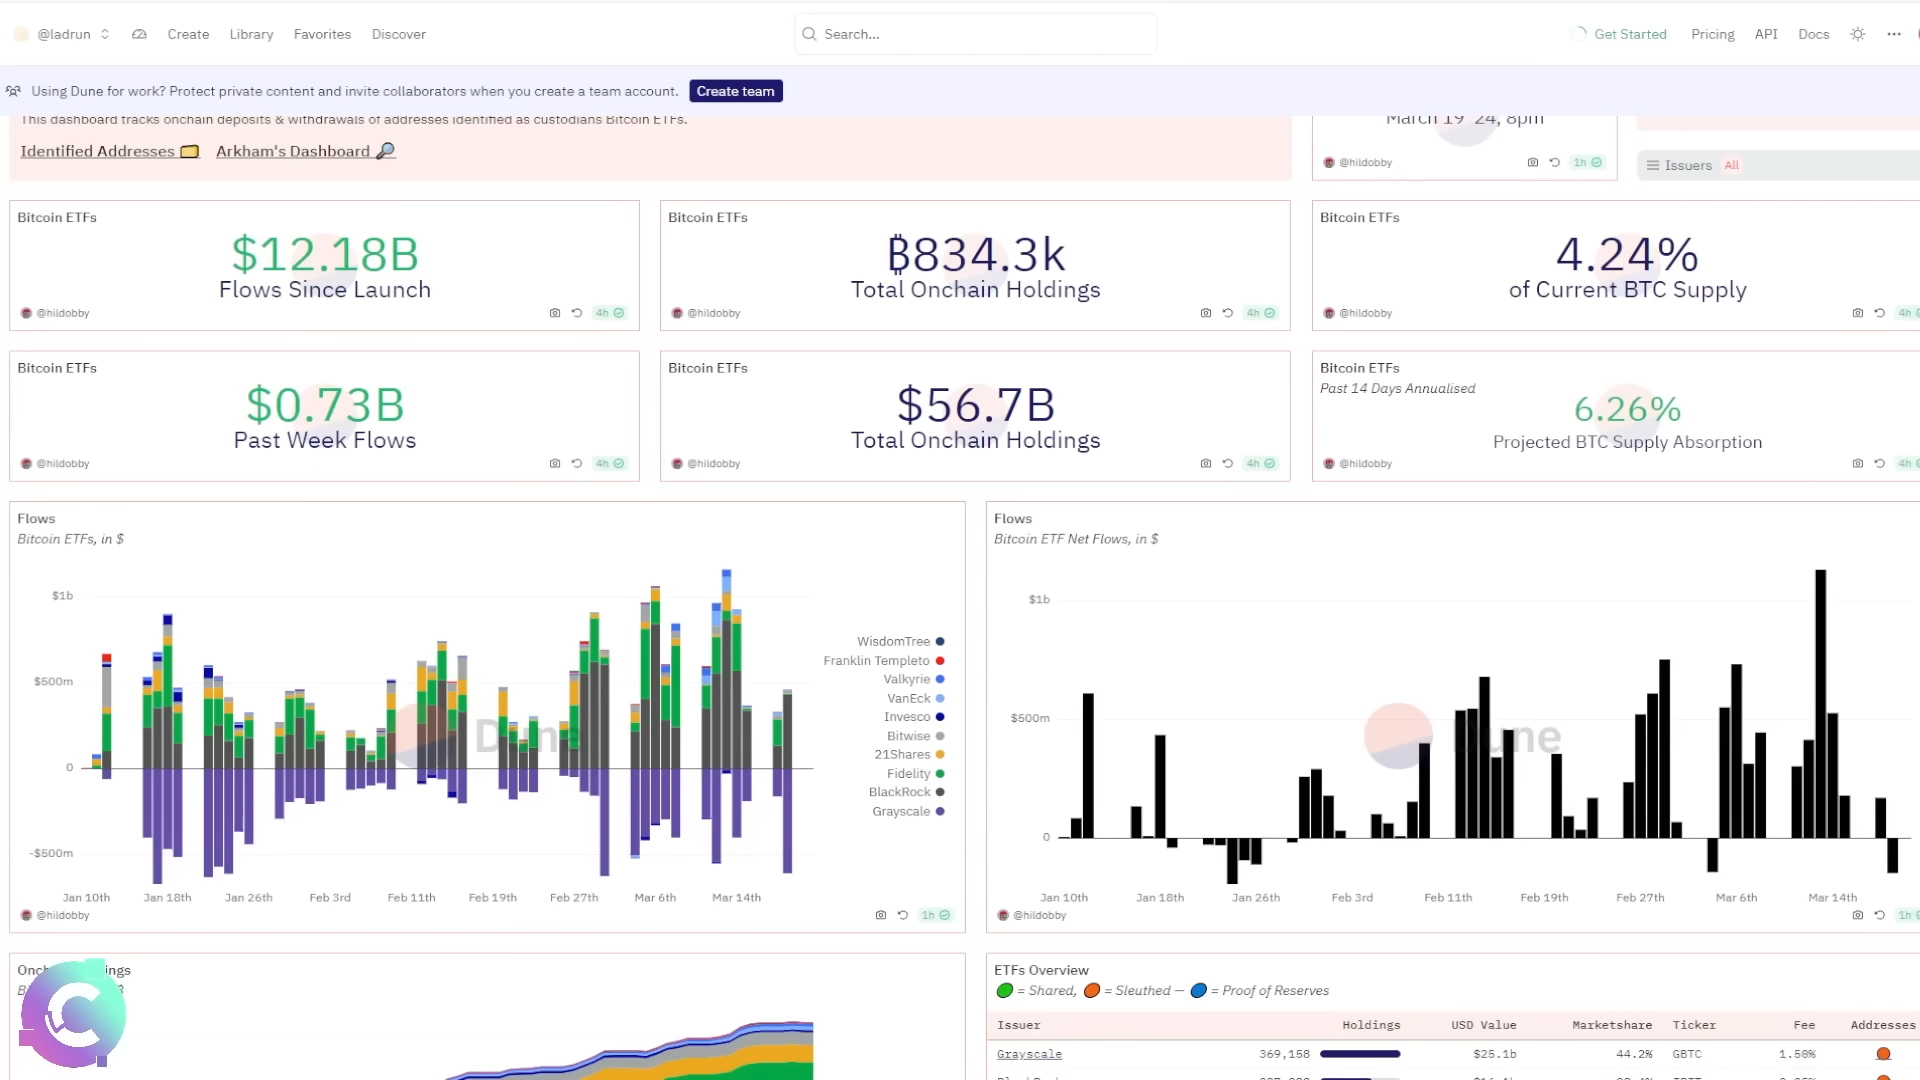 @ladrun Create Library Favorites Discover Search... Get Started Pricing API Docs
Using Dune for work? Protect private content and invite collaborators when you create a team account. Create team
This dashboard tracks onchain deposits & withdrawals of addresses identified as custodians Bitcoin ETFs.
March 19 '24, 8pm
Identified Addresses Arkham's Dashboard
@hildobby 1h
Issuers All
Bitcoin ETFs
$12.18B
Flows Since Launch
@hildobby 4h
Bitcoin ETFs
₿834.3k
Total Onchain Holdings
@hildobby 4h
Bitcoin ETFs
4.24%
of Current BTC Supply
@hildobby 4h
Bitcoin ETFs
$0.73B
Past Week Flows
@hildobby 4h
Bitcoin ETFs
$56.7B
Total Onchain Holdings
@hildobby 4h
Bitcoin ETFs
Past 14 Days Annualised
6.26%
Projected BTC Supply Absorption
@hildobby 4h
Flows
Bitcoin ETFs, in $
$1b
$500m
0
-$500m
Jan 10th Jan 18th Jan 26th Feb 3rd Feb 11th Feb 19th Feb 27th Mar 6th Mar 14th
WisdomTree
Franklin Templeto
Valkyrie
VanEck
Invesco
Bitwise
21Shares
Fidelity
BlackRock
Grayscale
Dune
@hildobby 1h
Flows
Bitcoin ETF Net Flows, in $
$1b
$500m
0
Jan 10th Jan 18th Jan 26th Feb 3rd Feb 11th Feb 19th Feb 27th Mar 6th Mar 14th
Dune
@hildobby 1h
ETFs Overview
= Shared, = Sleuthed — = Proof of Reserves
Issuer Holdings USD Value Marketshare Ticker Fee Addresses
Grayscale 369,158 $25.1b 44.2% GBTC 1.50%